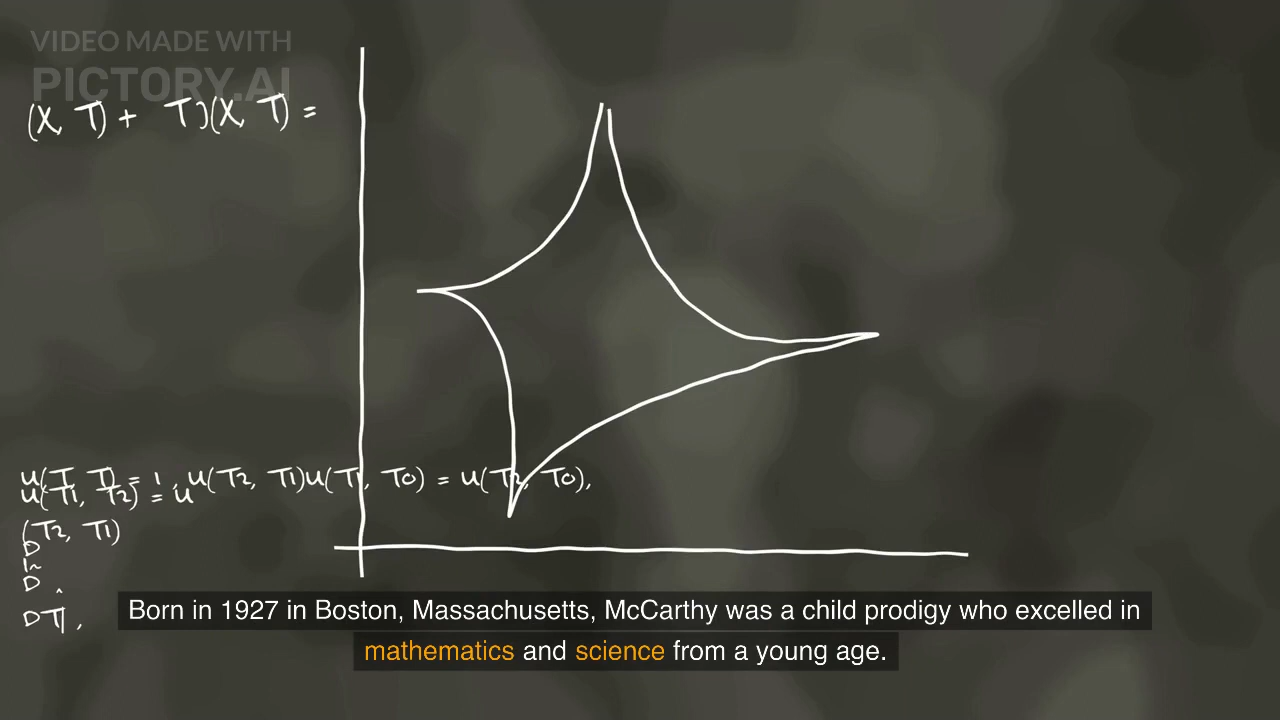 VIDEO MADE WITH
PICTORY.AI
(X, T) + T)(X, T) =
u(T, T) = 1, u(T2, T1)u(T1, T0) = u(T2, T0),
u(T1, T2) = u
(T2, T1)
D
D .
DT1,
Born in 1927 in Boston, Massachusetts, McCarthy was a child prodigy who excelled in
mathematics and science from a young age.